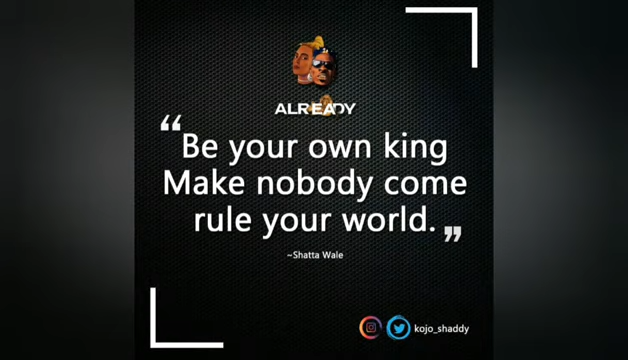 ALREADY
“Be your own king
Make nobody come
rule your world.”
~Shatta Wale
kojo_shaddy